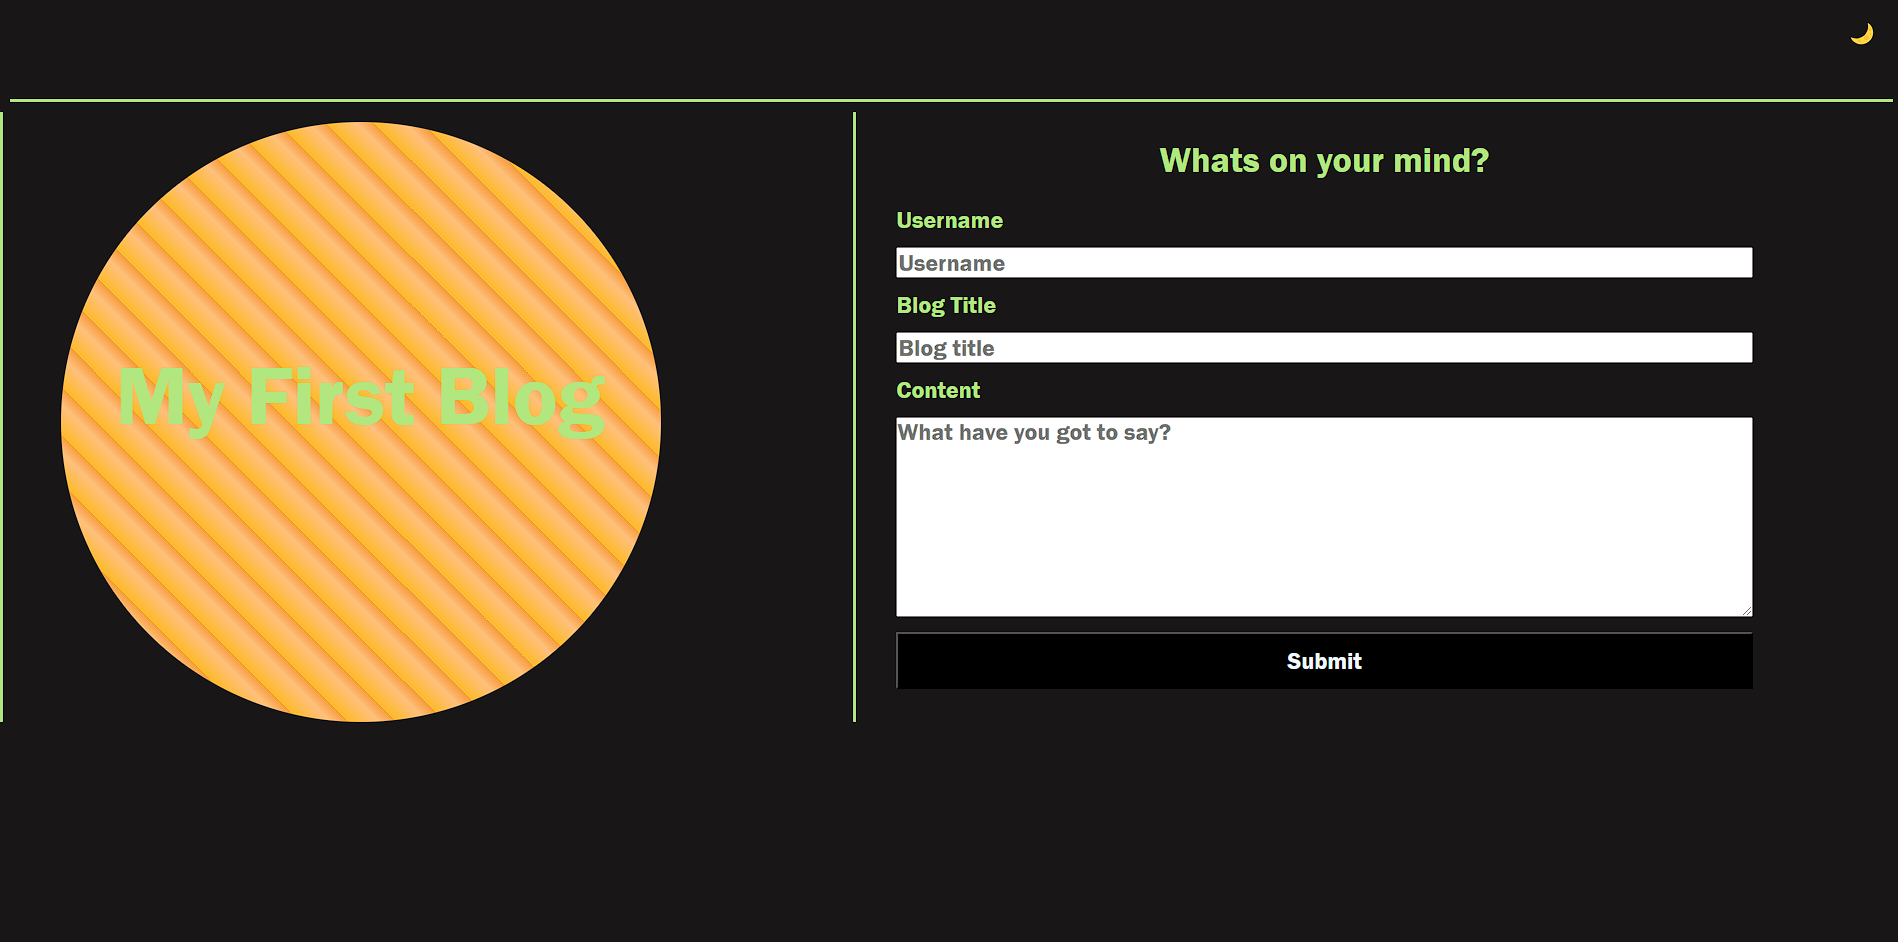 My First Blog
Whats on your mind?
Username
Username
Blog Title
Blog title
Content
What have you got to say?
Submit